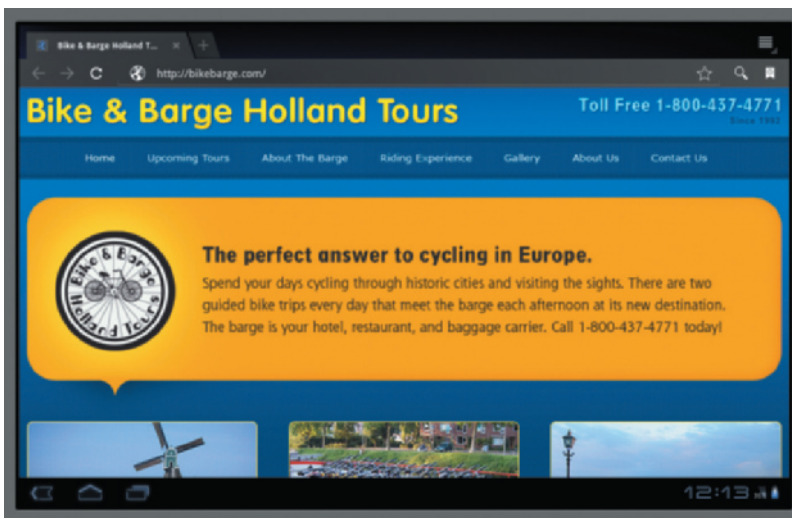 Bike & Barge Holland T...
http://bikebarge.com/
Bike & Barge Holland Tours
Toll Free 1-800-437-4771
Since 1992
Home Upcoming Tours About The Barge Riding Experience Gallery About Us Contact Us
Bike & Barge
Holland Tours
The perfect answer to cycling in Europe.
Spend your days cycling through historic cities and visiting the sights. There are two
guided bike trips every day that meet the barge each afternoon at its new destination.
The barge is your hotel, restaurant, and baggage carrier. Call 1-800-437-4771 today!
12:13